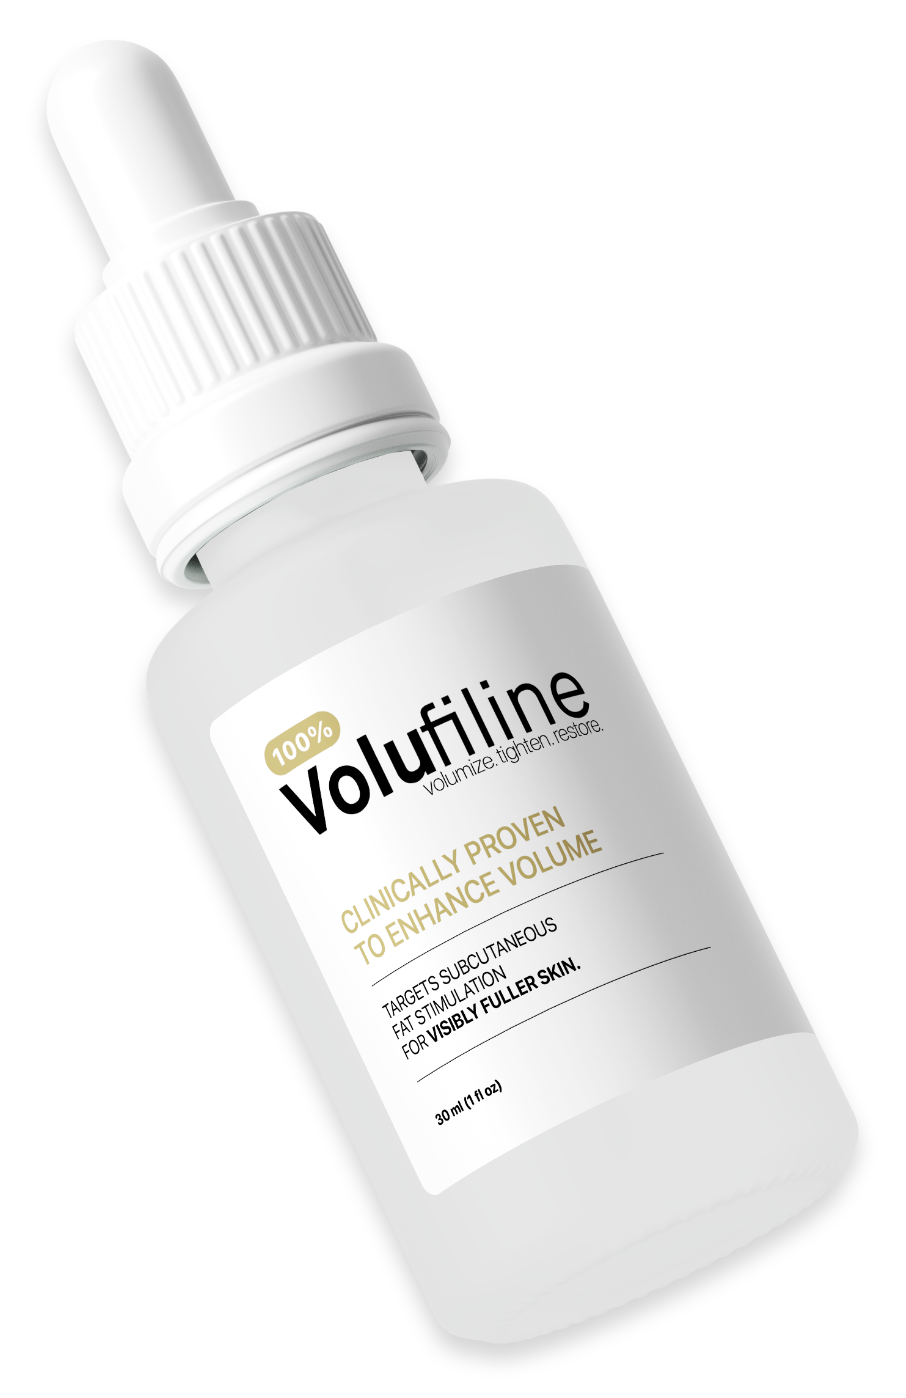 100%
Volufiline
volumize. tighten. restore.
CLINICALLY PROVEN
TO ENHANCE VOLUME
TARGETS SUBCUTANEOUS
FAT STIMULATION
FOR VISIBLY FULLER SKIN.
30 ml (1 fl oz)